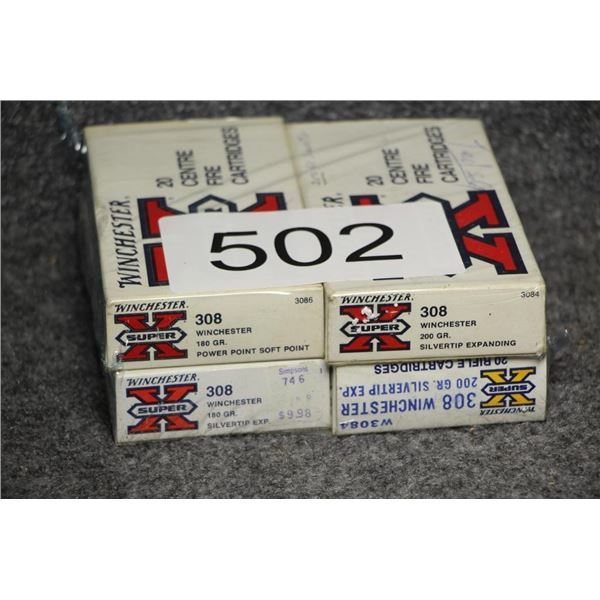 20
CENTRE
FIRE
CARTRIDGES
WINCHESTER®
20
CENTRE
FIRE
CARTRIDGES
WINCHESTER®
502
WINCHESTER®
X
SUPER
3086
308
WINCHESTER
180 GR.
POWER POINT SOFT POINT
WINCHESTER®
X
SUPER
3084
308
WINCHESTER
200 GR.
SILVERTIP EXPANDING
WINCHESTER
X
SUPER
308
WINCHESTER
180 GR.
SILVERTIP EXP.
Simpsons
746
$9.98
20 RIFLE CARTRIDGES
200 GR. SILVERTIP EXP.
308 WINCHESTER
W3084
WINCHESTER
X
SUPER